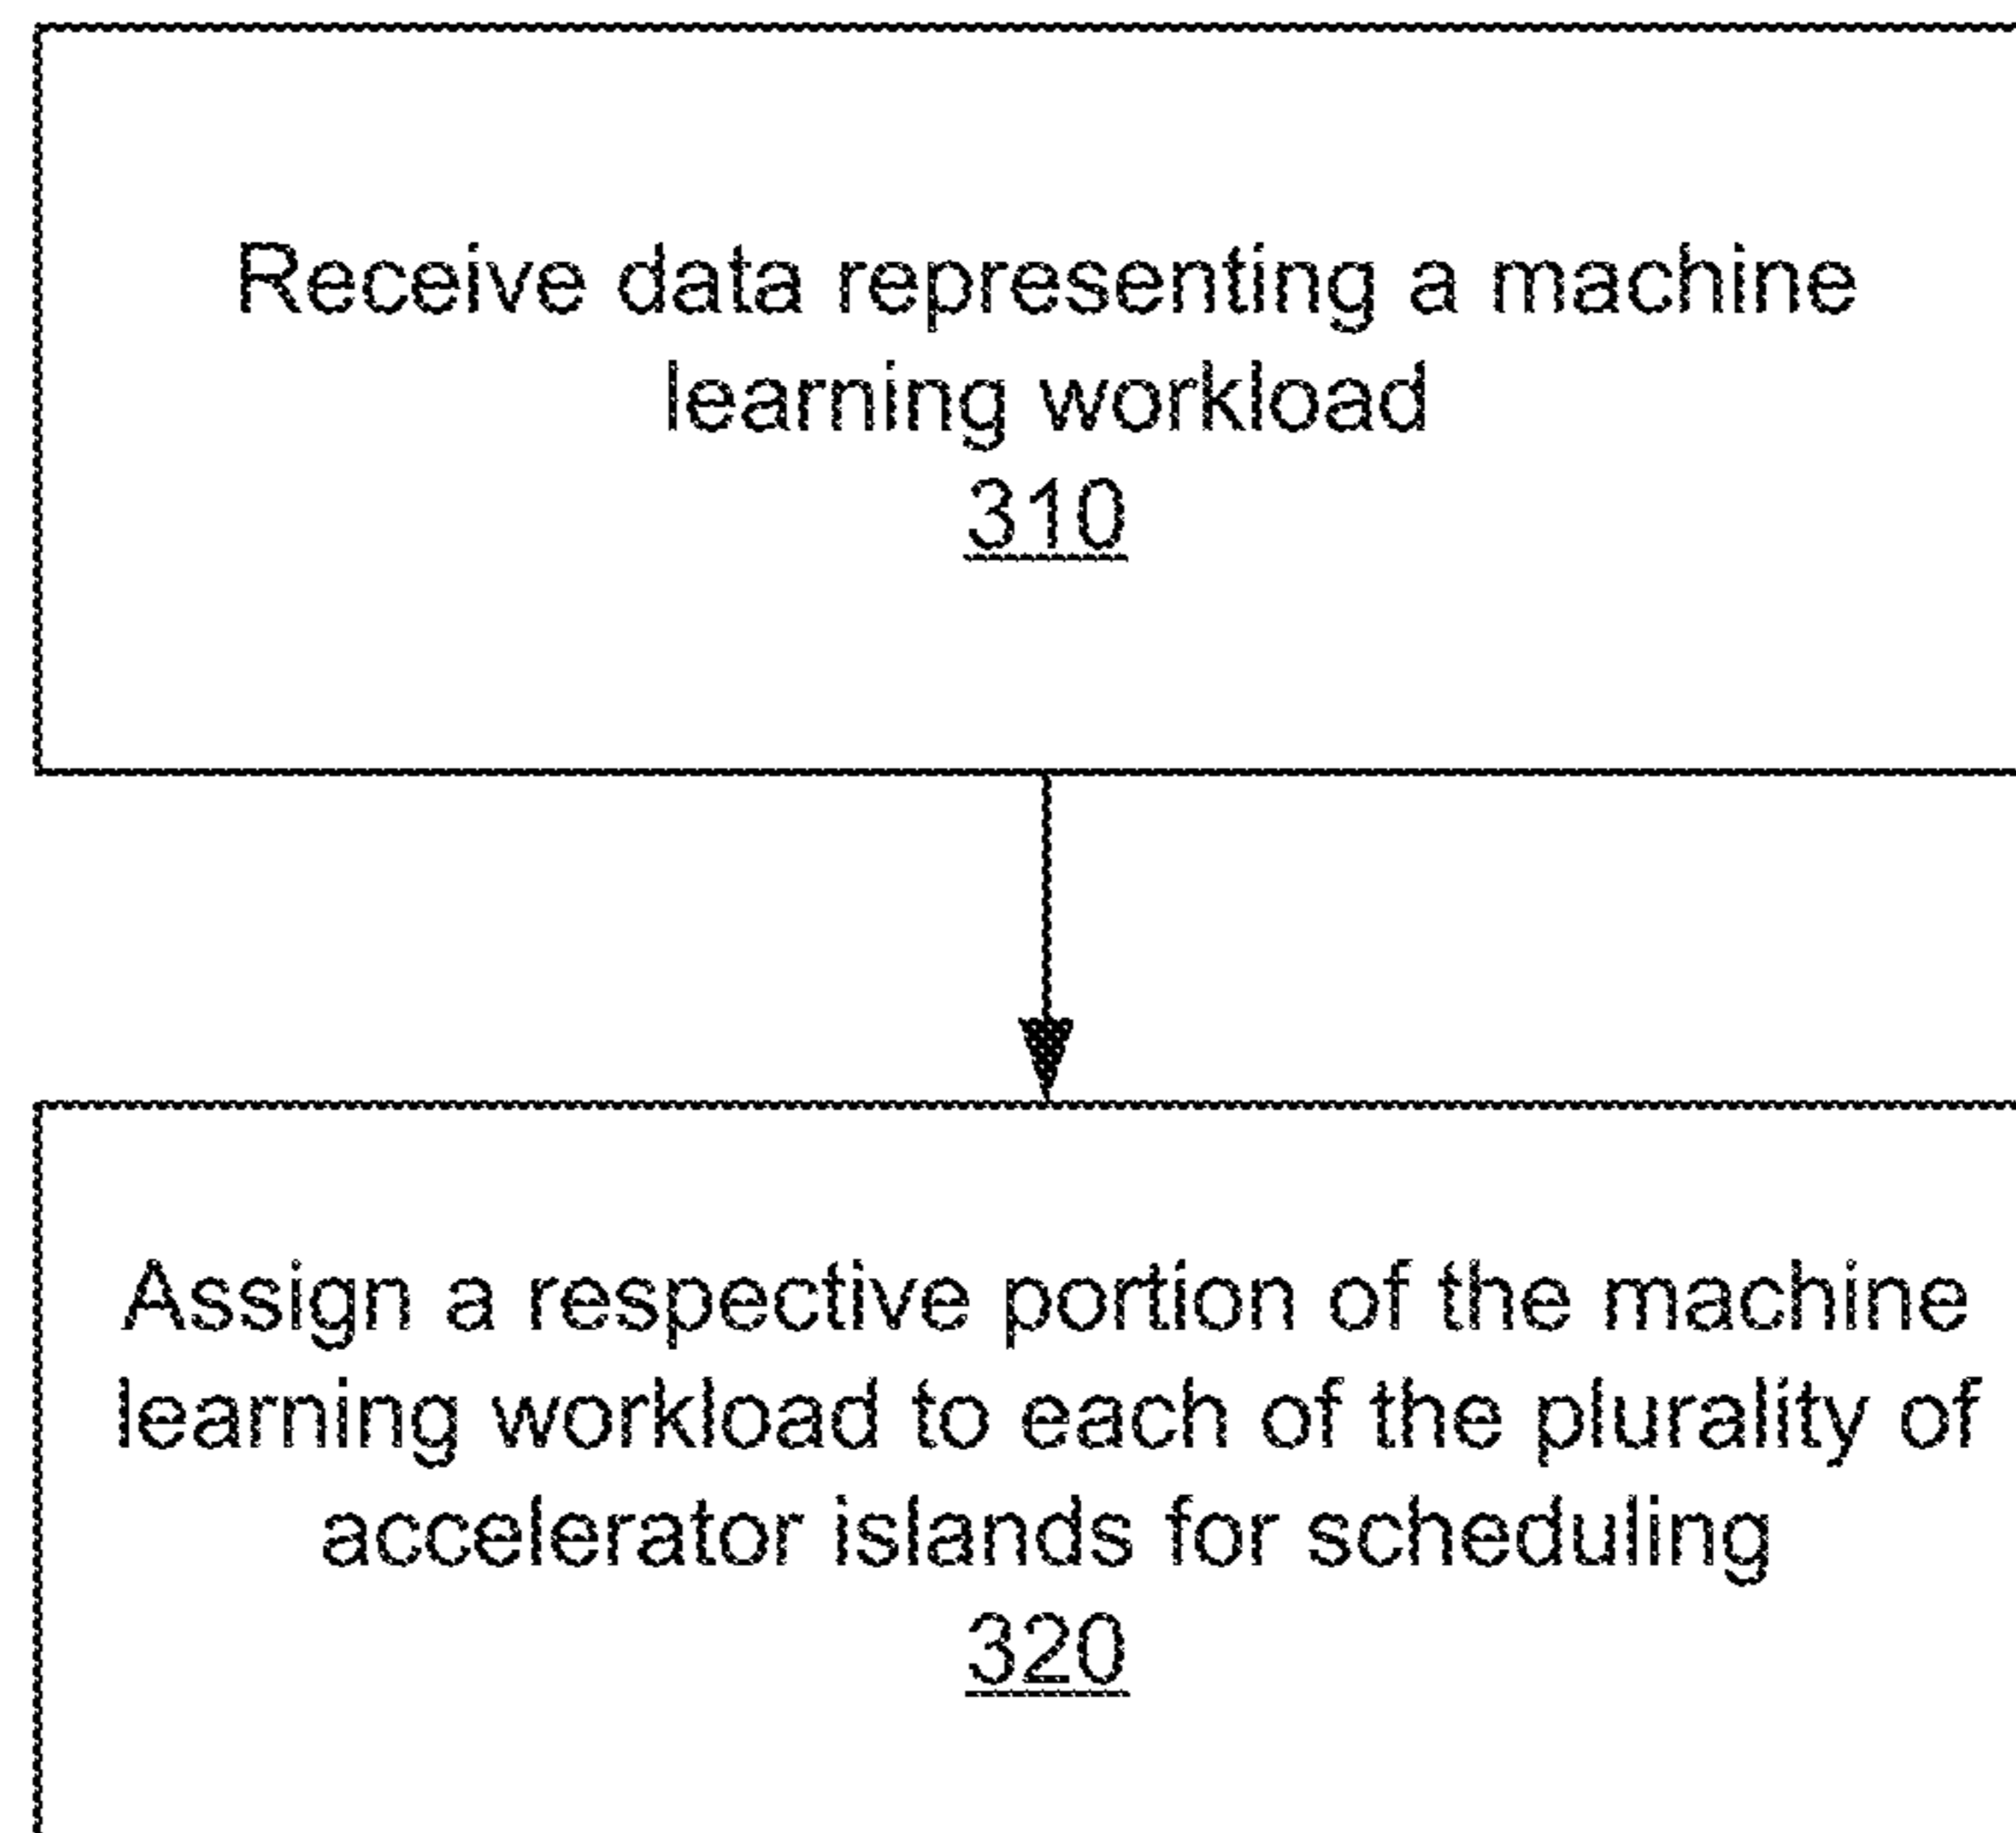 Receive data representing a machine
learning workload
310
Assign a respective portion of the machine
learning workload to each of the plurality of
accelerator islands for scheduling
320